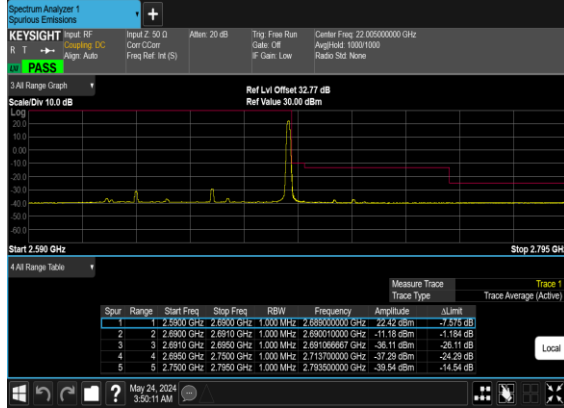 Spectrum Analyzer 1
Spurious Emissions
+
KEYSIGHT Input: RF Input Z: 50 Ω Atten: 20 dB Trig: Free Run Center Freq: 22.005000000 GHz
R T Coupling: DC Corr CCorr Gate: Off Avg|Hold: 1000/1000
Align: Auto Freq Ref: Int (S) IF Gain: Low Radio Std: None
PASS
3 All Range Graph
Ref Lvl Offset 32.77 dB
Scale/Div 10.0 dB Ref Value 30.00 dBm
Log
20.0
10.0
0.00
-10.0
-20.0
-30.0
-40.0
-50.0
-60.0
Start 2.590 GHz Stop 2.795 GHz
4 All Range Table
Measure Trace Trace 1
Trace Type Trace Average (Active)
Spur Range Start Freq Stop Freq RBW Frequency Amplitude ΔLimit
1 1 2.5900 GHz 2.6900 GHz 1.000 MHz 2.689000000 GHz 22.42 dBm -7.575 dB
2 2 2.6900 GHz 2.6910 GHz 1.000 MHz 2.690010000 GHz -11.18 dBm -1.184 dB
3 3 2.6910 GHz 2.6950 GHz 1.000 MHz 2.691066667 GHz -36.11 dBm -26.11 dB
4 4 2.6950 GHz 2.7500 GHz 1.000 MHz 2.713700000 GHz -37.29 dBm -24.29 dB
5 5 2.7500 GHz 2.7950 GHz 1.000 MHz 2.793500000 GHz -39.54 dBm -14.54 dB
Local
? May 24, 2024
3:50:11 AM